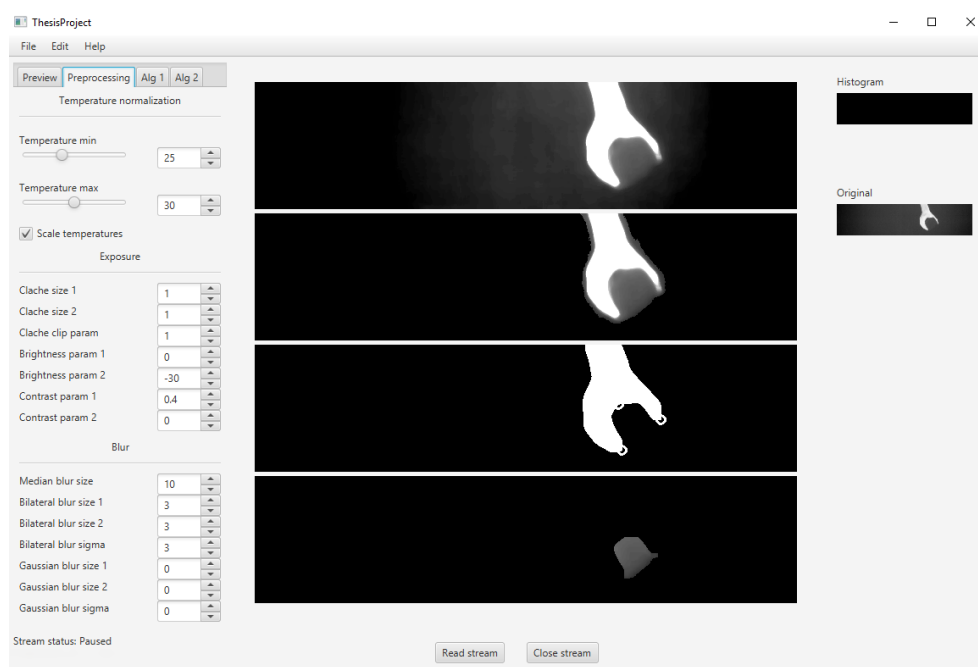 ThesisProject
File Edit Help
Preview Preprocessing Alg 1 Alg 2
Temperature normalization
Temperature min
25
Temperature max
30
Scale temperatures
Exposure
Clache size 1 1
Clache size 2 1
Clache clip param 1
Brightness param 1 0
Brightness param 2 -30
Contrast param 1 0.4
Contrast param 2 0
Blur
Median blur size 10
Bilateral blur size 1 3
Bilateral blur size 2 3
Bilateral blur sigma 3
Gaussian blur size 1 0
Gaussian blur size 2 0
Gaussian blur sigma 0
Stream status: Paused
Read stream Close stream
Histogram
Original